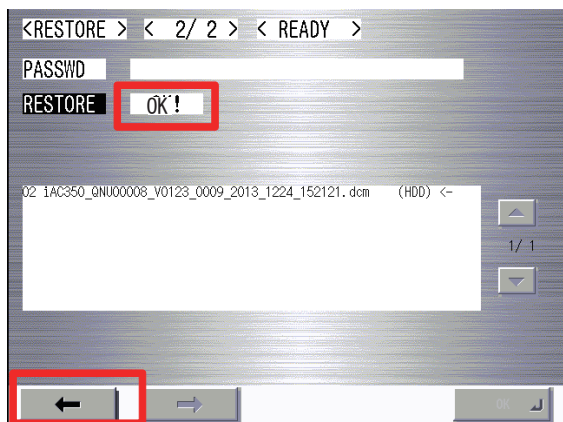 <RESTORE > < 2/ 2 > < READY >
PASSWD
RESTORE OK!
02 iAC350_QNU00008_V0123_0009_2013_1224_152121.dcm (HDD) <-
1/ 1
OK